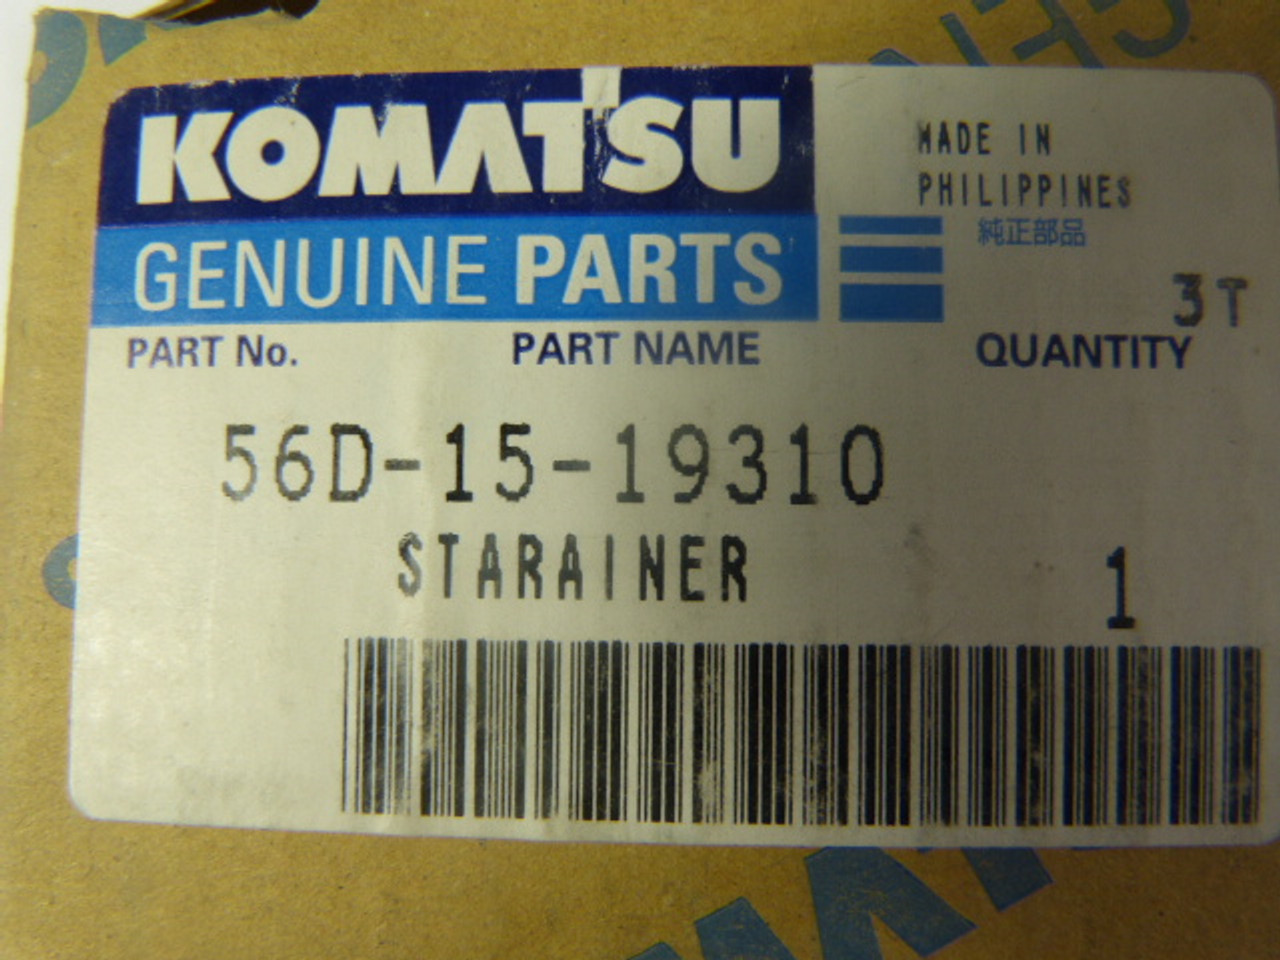 KOMATSU
GENUINE PARTS
MADE IN
PHILIPPINES
純正部品
3T
PART No. PART NAME QUANTITY
56D-15-19310
STARAINER
1